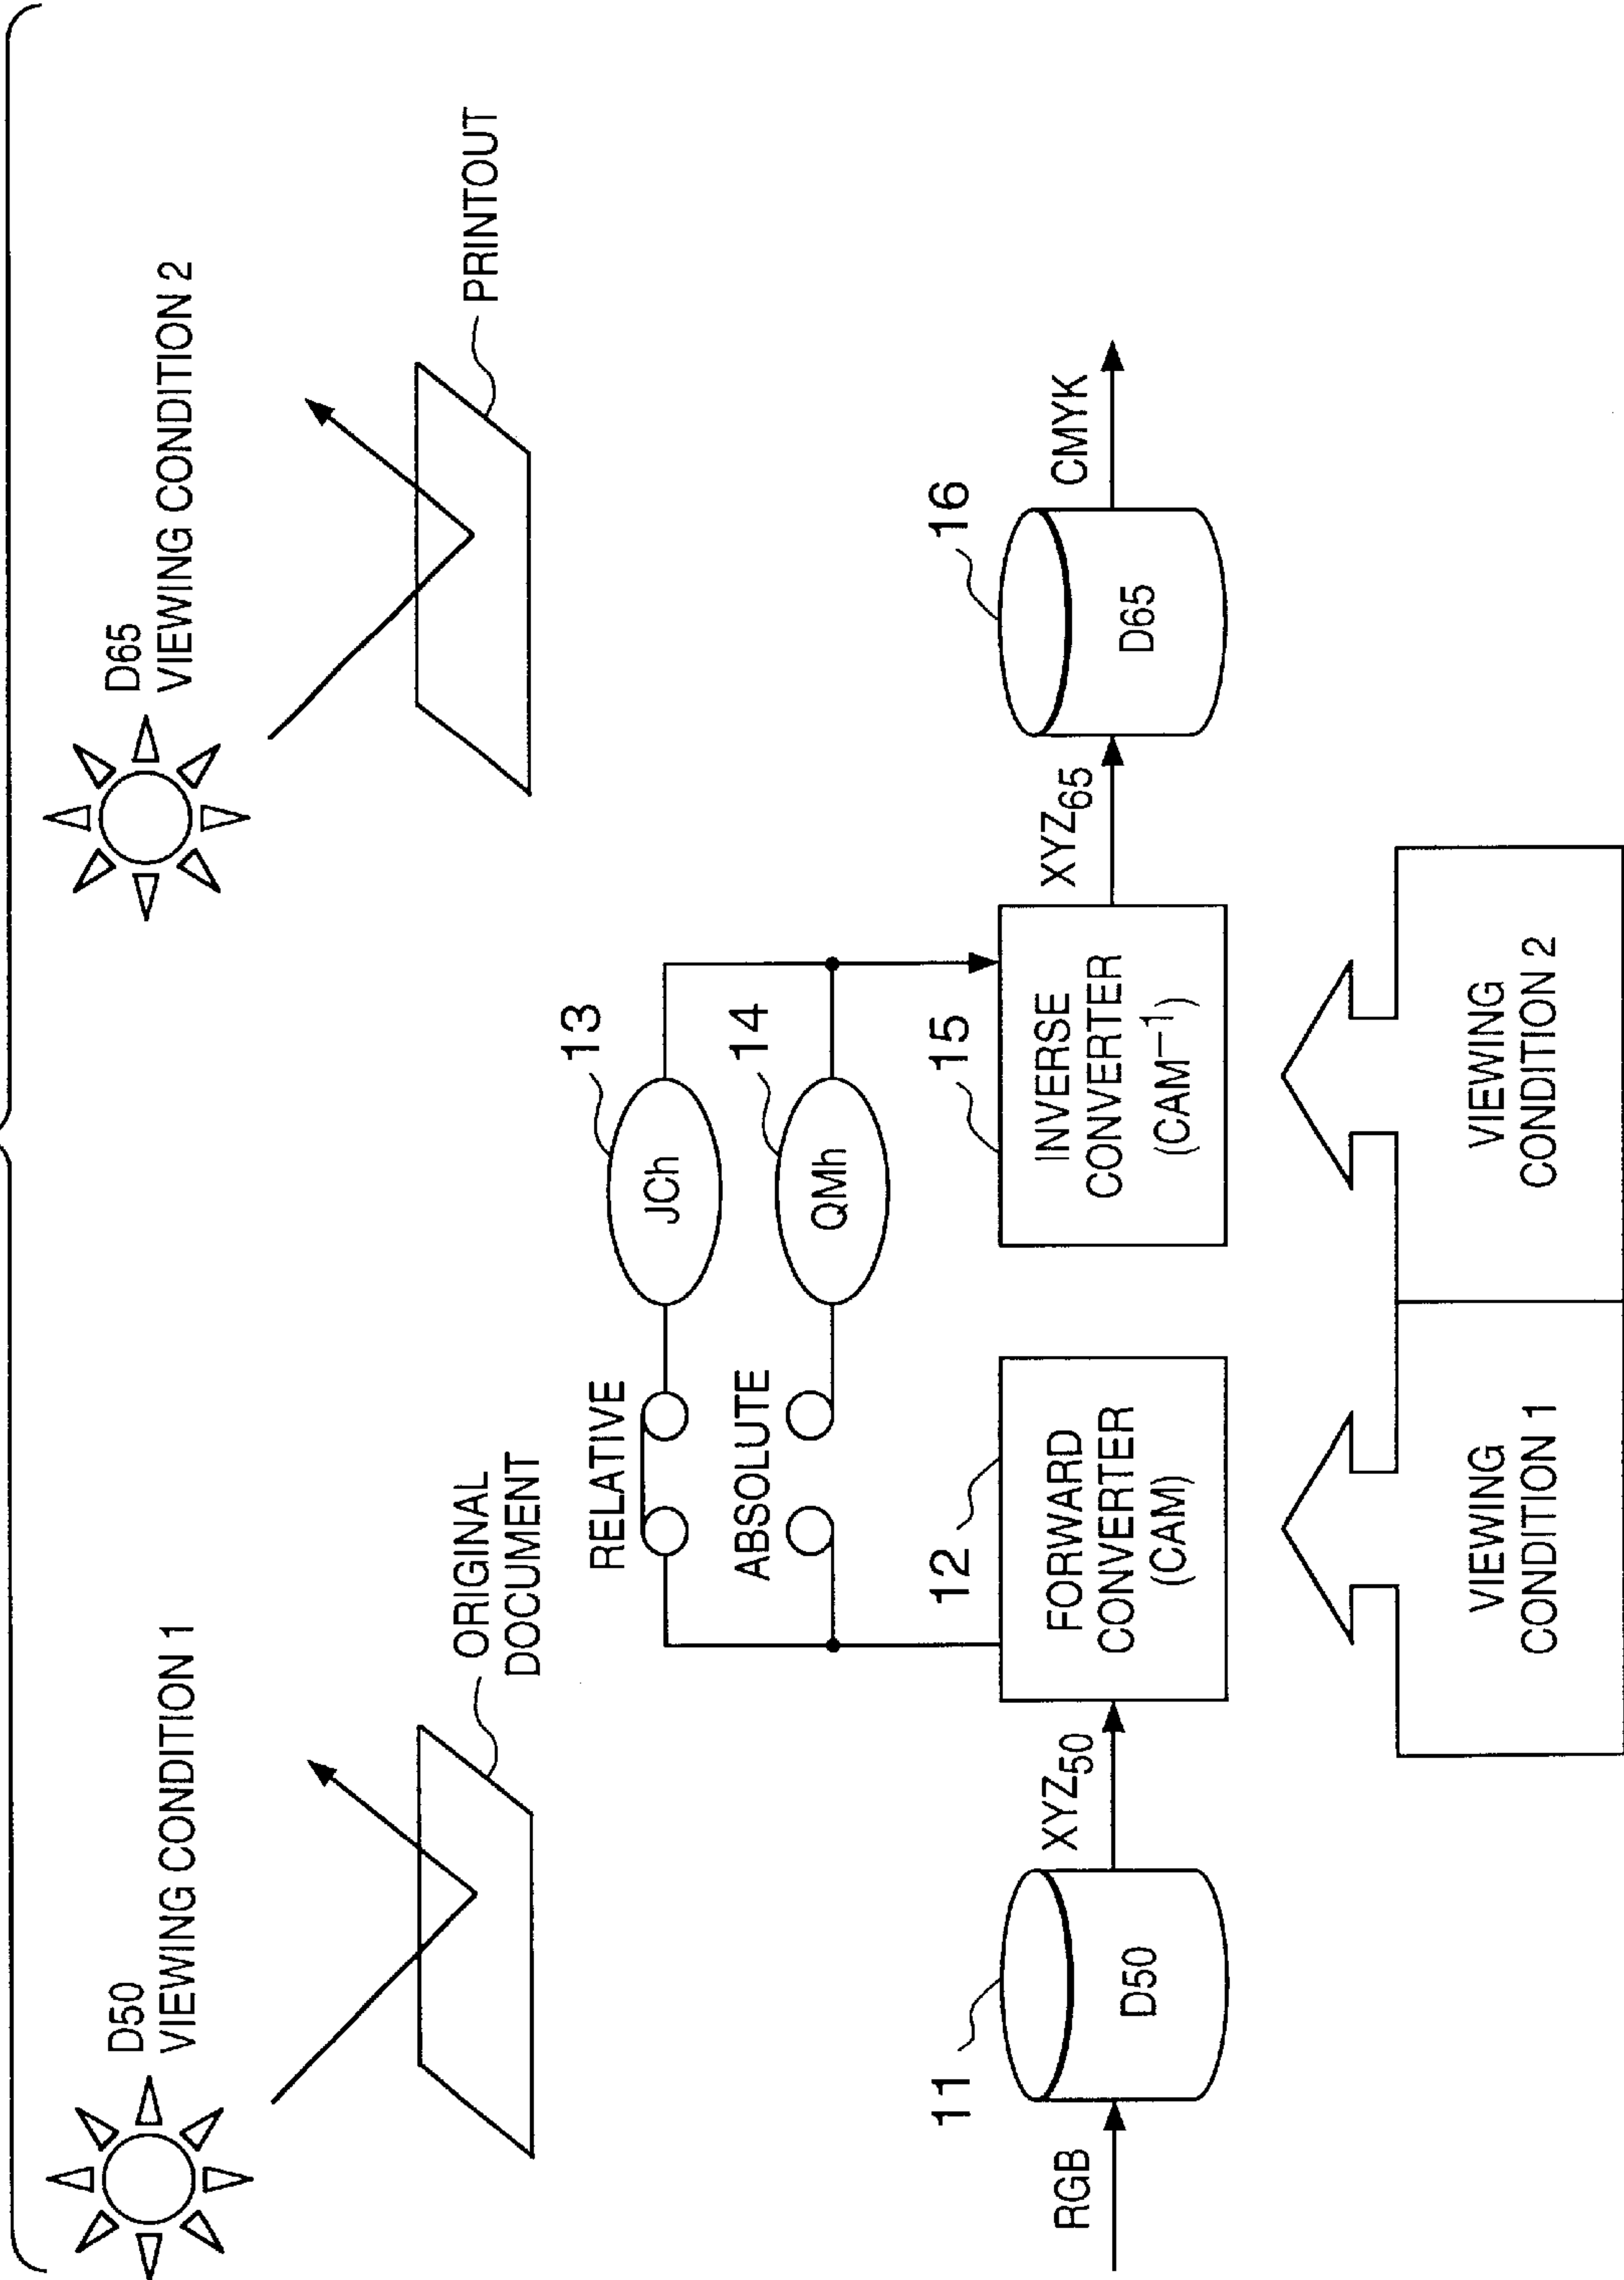 D50
VIEWING CONDITION 1
D65
VIEWING CONDITION 2
ORIGINAL
DOCUMENT
PRINTOUT
RELATIVE
13
JCh
ABSOLUTE
14
QMh
11
12
15
16
RGB
D50
XYZ50
FORWARD
CONVERTER
(CAM)
INVERSE
CONVERTER
(CAM–1)
XYZ65
D65
CMYK
VIEWING
CONDITION 1
VIEWING
CONDITION 2